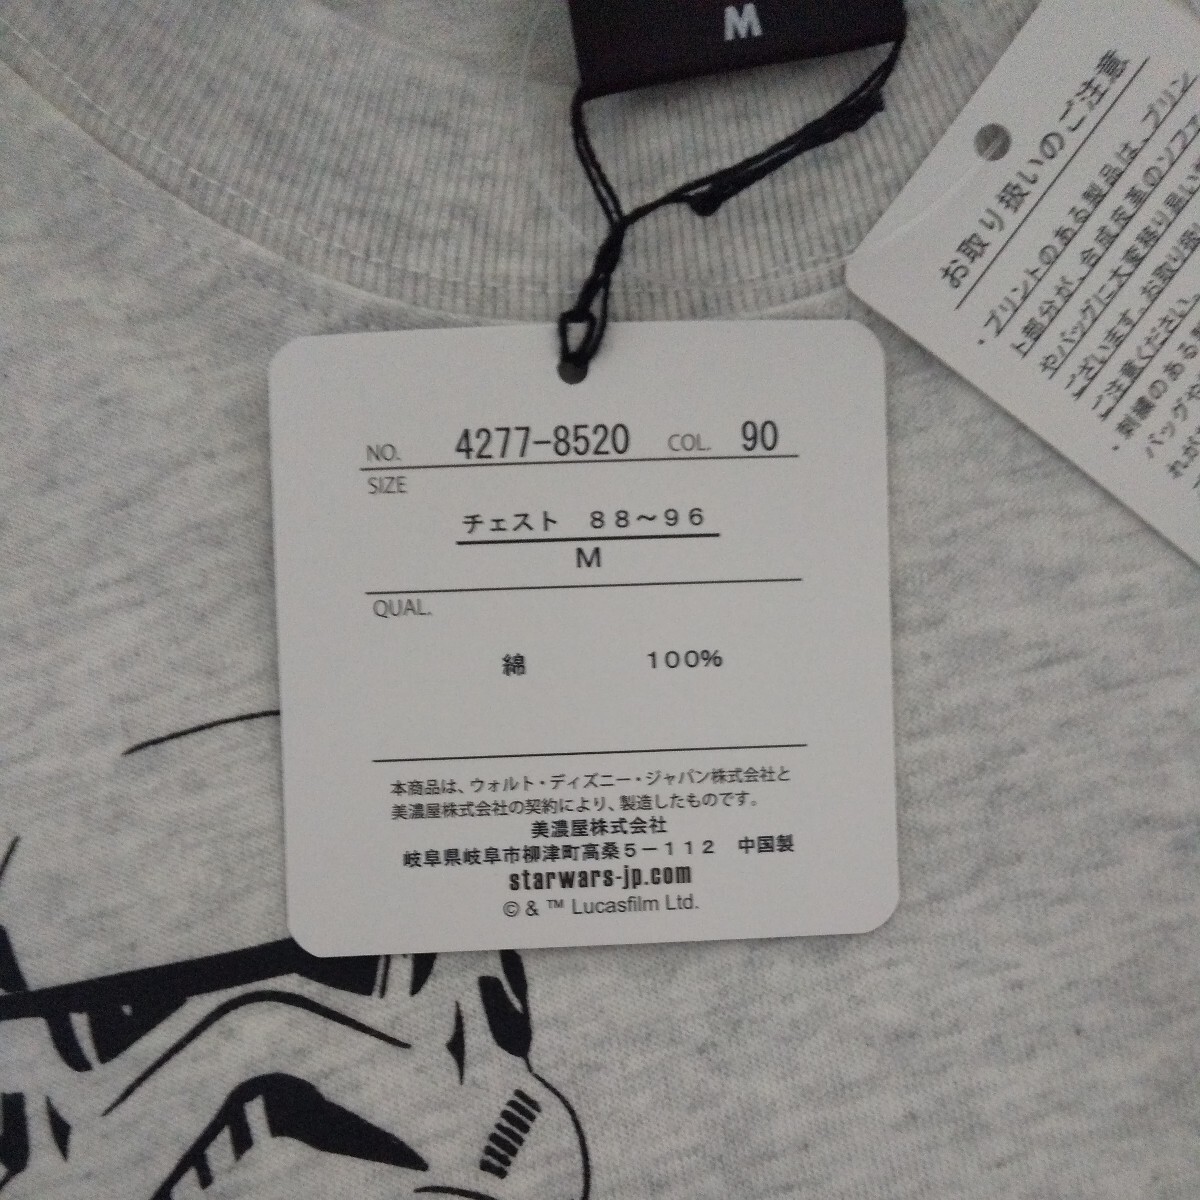 M
NO. 4277-8520 COL. 90
SIZE
チェスト 88～96
M
QUAL.
綿 100%
本商品は、ウォルト・ディズニー・ジャパン株式会社と
美濃屋株式会社の契約により、製造したものです。
美濃屋株式会社
岐阜県岐阜市柳津町高桑5－112 中国製
starwars-jp.com
© & ™ Lucasfilm Ltd.
お取り扱いのご注意
・プリントのある製品は、プリン
ト部分が、合成皮革のソファ
やバッグに大変移り易い
ございます。お取り扱
ご注意ください。
・刺繍のある
バッグや
れが